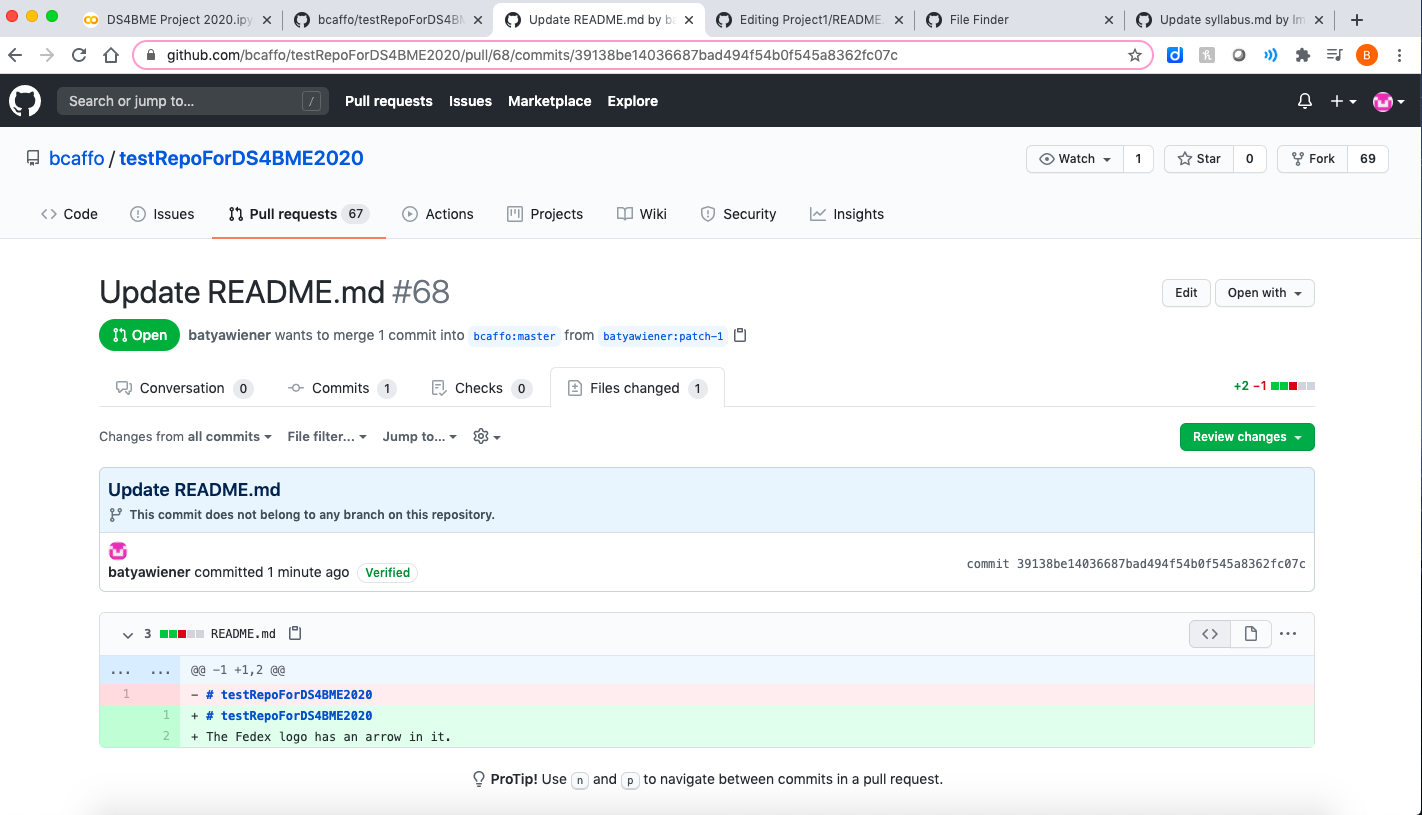 DS4BME Project 2020.ipy
bcaffo/testRepoForDS4BM
Update README.md by ba
Editing Project1/README.
File Finder
Update syllabus.md by Im
github.com/bcaffo/testRepoForDS4BME2020/pull/68/commits/39138be14036687bad494f54b0f545a8362fc07c
B
Search or jump to... /
Pull requests Issues Marketplace Explore
bcaffo / testRepoForDS4BME2020
Watch 1 Star 0 Fork 69
Code Issues Pull requests 67 Actions Projects Wiki Security Insights
Update README.md #68
Edit Open with
Open batyawiener wants to merge 1 commit into bcaffo:master from batyawiener:patch-1
Conversation 0 Commits 1 Checks 0 Files changed 1
+2 −1
Changes from all commits File filter... Jump to...
Review changes
Update README.md
This commit does not belong to any branch on this repository.
batyawiener committed 1 minute ago Verified
commit 39138be14036687bad494f54b0f545a8362fc07c
3 README.md
... ... @@ -1 +1,2 @@
1 - # testRepoForDS4BME2020
1 + # testRepoForDS4BME2020
2 + The Fedex logo has an arrow in it.
ProTip! Use n and p to navigate between commits in a pull request.